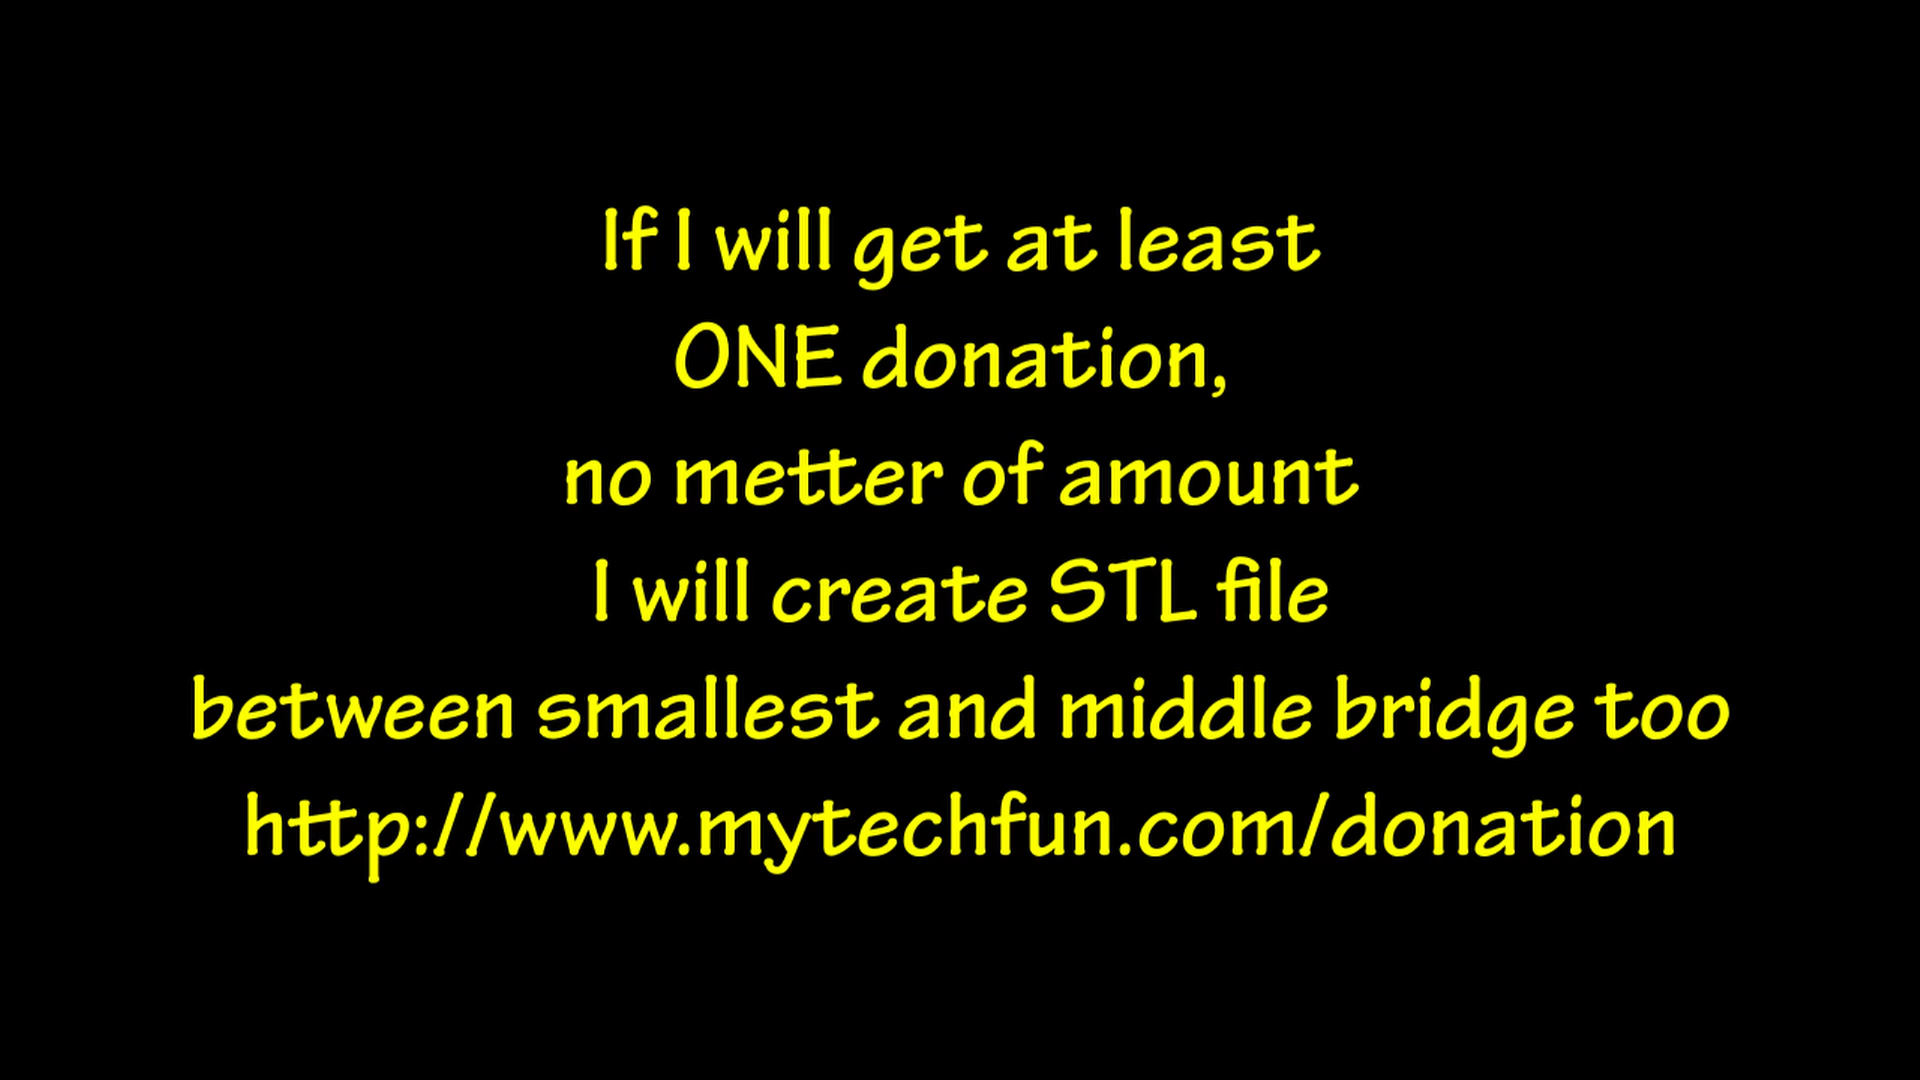 If I will get at least
ONE donation,
no metter of amount
I will create STL file
between smallest and middle bridge too
http://www.mytechfun.com/donation